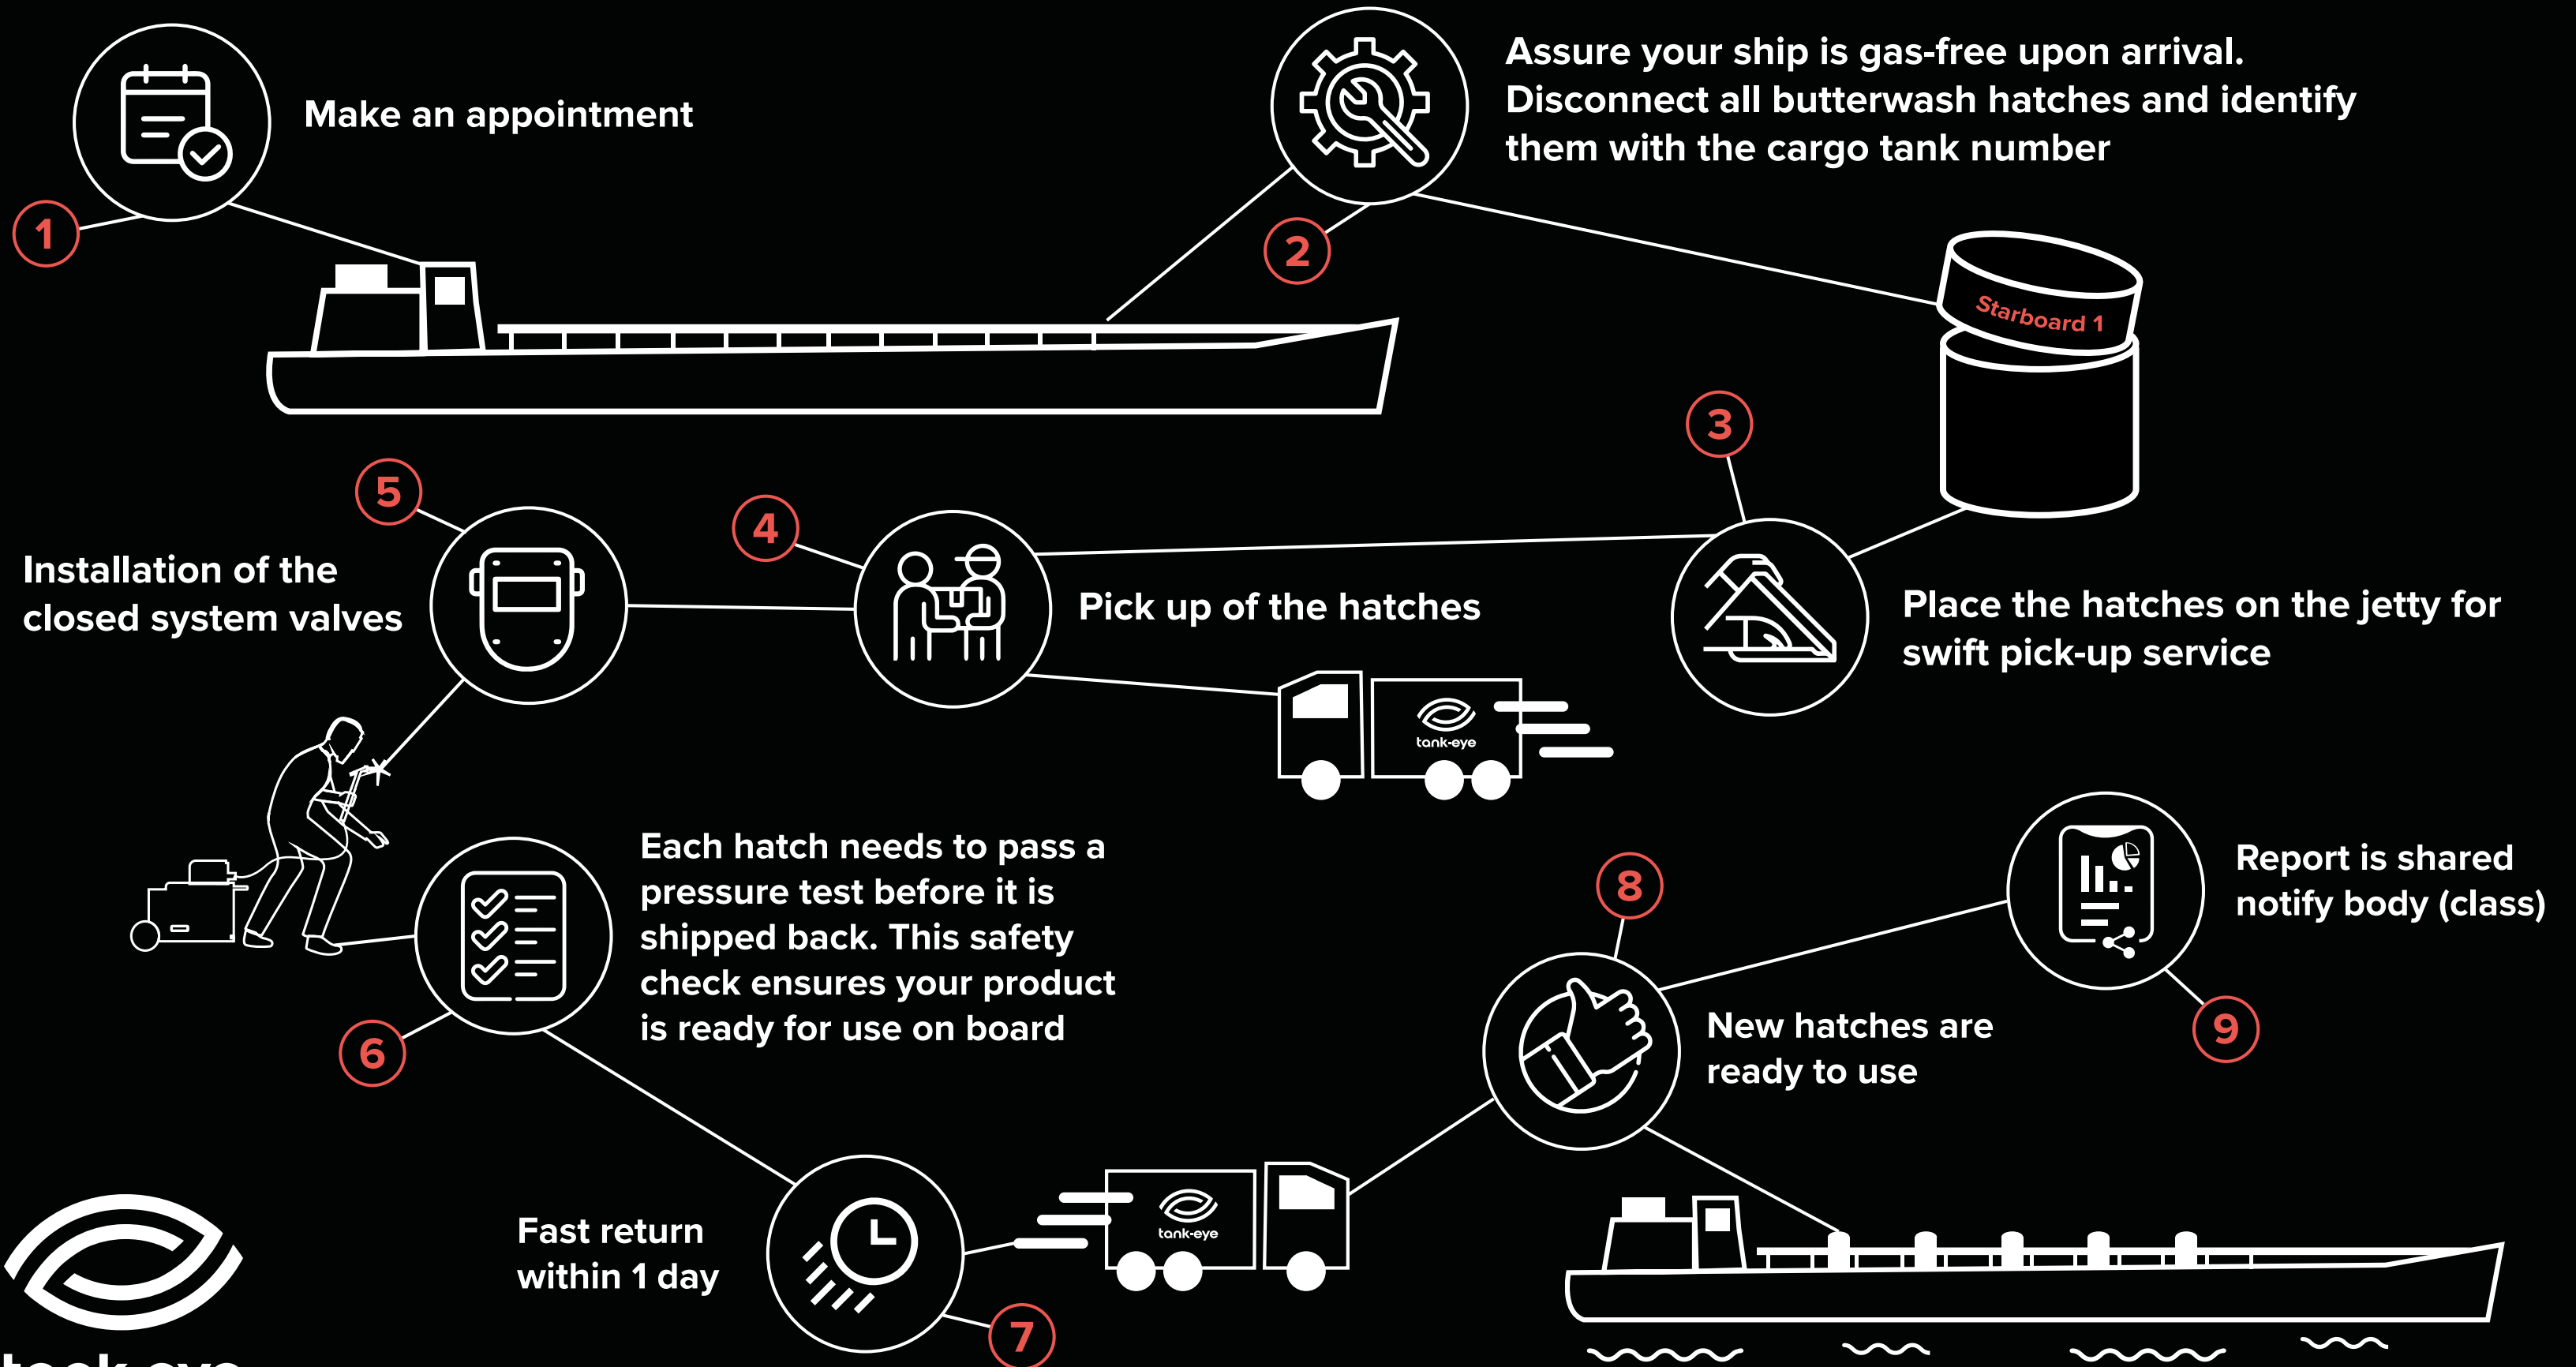 1
Make an appointment
2
Assure your ship is gas-free upon arrival.
Disconnect all butterwash hatches and identify
them with the cargo tank number
Starboard 1
3
Place the hatches on the jetty for
swift pick-up service
4
Pick up of the hatches
tank-eye
5
Installation of the
closed system valves
6
Each hatch needs to pass a
pressure test before it is
shipped back. This safety
check ensures your product
is ready for use on board
7
Fast return
within 1 day
tank-eye
8
New hatches are
ready to use
9
Report is shared
notify body (class)
tank-eye